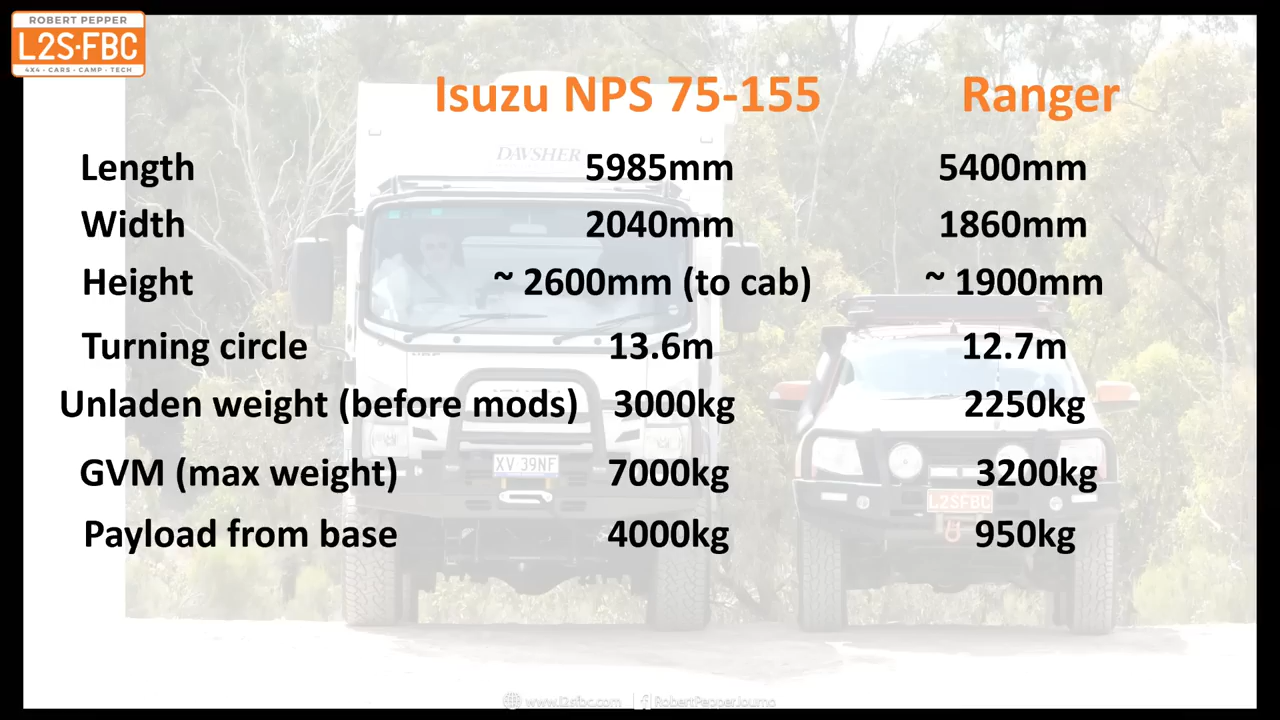 ROBERT PEPPER
L2S·FBC
4X4 • CARS • CAMP • TECH
Isuzu NPS 75-155 Ranger
DAVSHER
Length 5985mm 5400mm
Width 2040mm 1860mm
Height ~ 2600mm (to cab) ~ 1900mm
Turning circle 13.6m 12.7m
Unladen weight (before mods) 3000kg 2250kg
XV 39NF
GVM (max weight) 7000kg 3200kg
L2SFBC
Payload from base 4000kg 950kg
www.l2sfbc.com | RobertPepperJourno